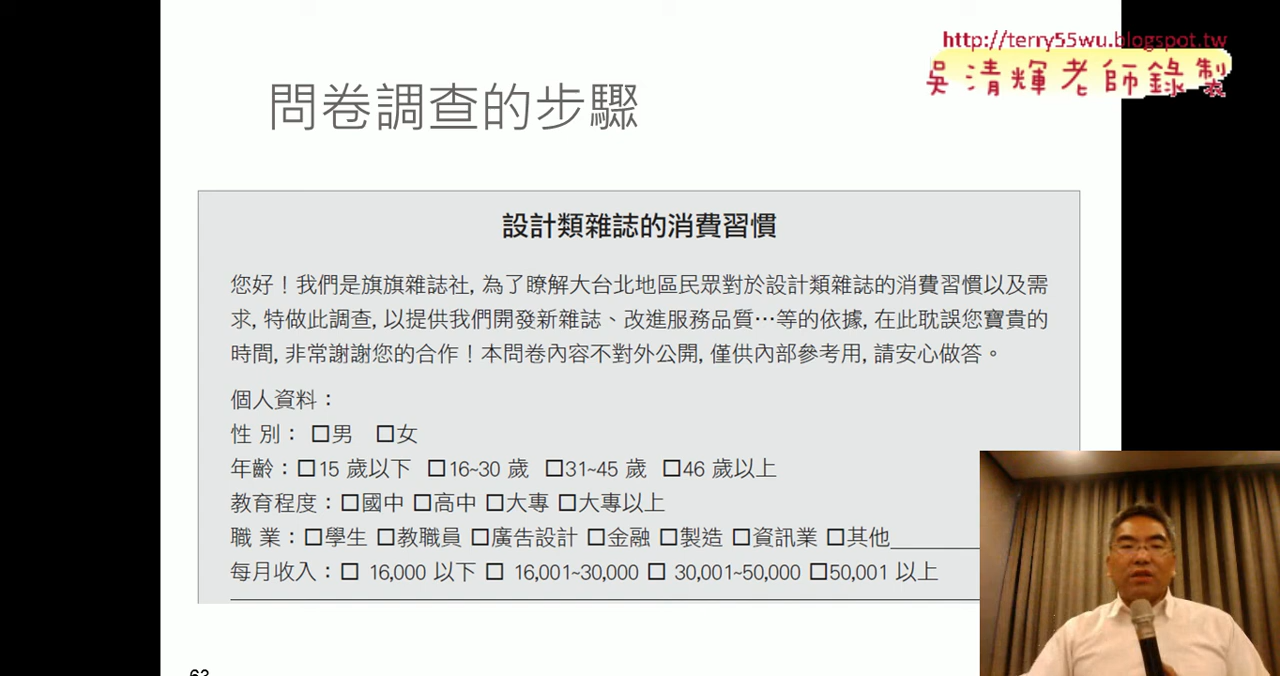 http://terry55wu.blogspot.tw
吳清輝老師錄製
問卷調查的步驟
設計類雜誌的消費習慣
您好！我們是旗旗雜誌社, 為了瞭解大台北地區民眾對於設計類雜誌的消費習慣以及需
求, 特做此調查, 以提供我們開發新雜誌、改進服務品質…等的依據, 在此耽誤您寶貴的
時間, 非常謝謝您的合作！本問卷內容不對外公開, 僅供內部參考用, 請安心做答。
個人資料：
性 別： □男 □女
年齡：□15 歲以下 □16~30 歲 □31~45 歲 □46 歲以上
教育程度：□國中 □高中 □大專 □大專以上
職 業：□學生 □教職員 □廣告設計 □金融 □製造 □資訊業 □其他
每月收入：□ 16,000 以下 □ 16,001~30,000 □ 30,001~50,000 □50,001 以上
63